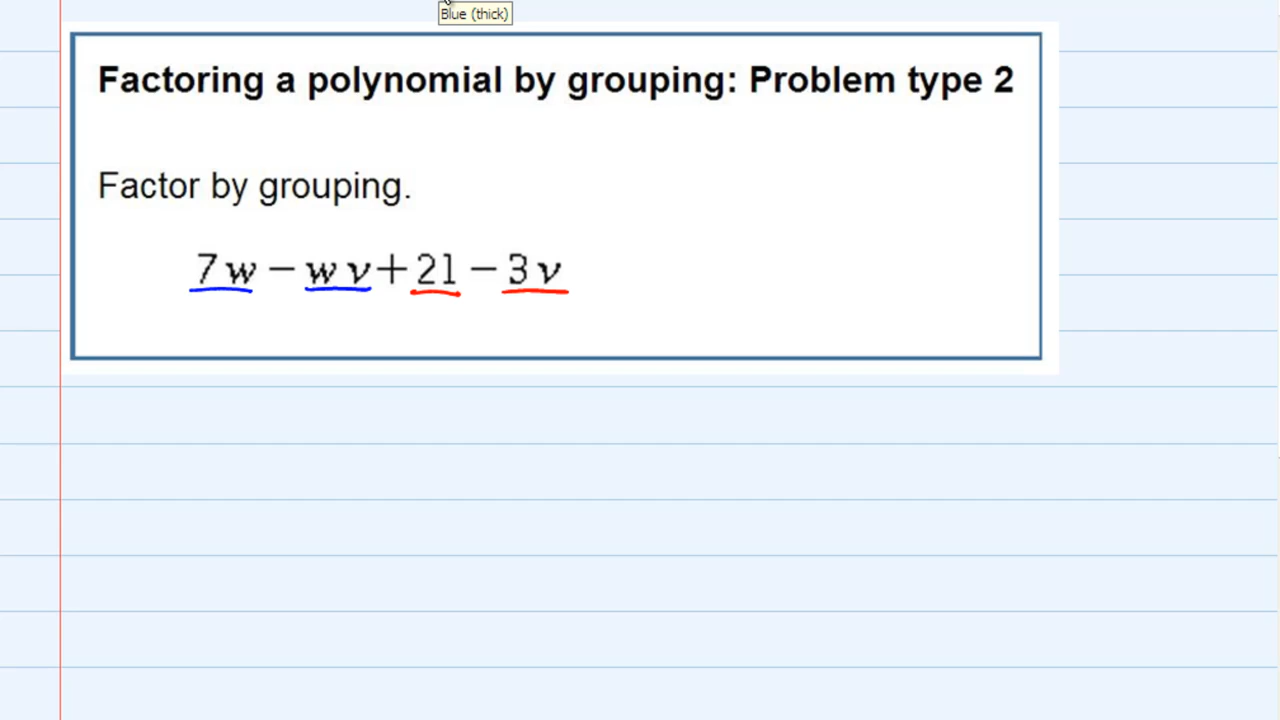 Blue (thick)
Factoring a polynomial by grouping: Problem type 2
Factor by grouping.
7w − wv + 21 − 3v